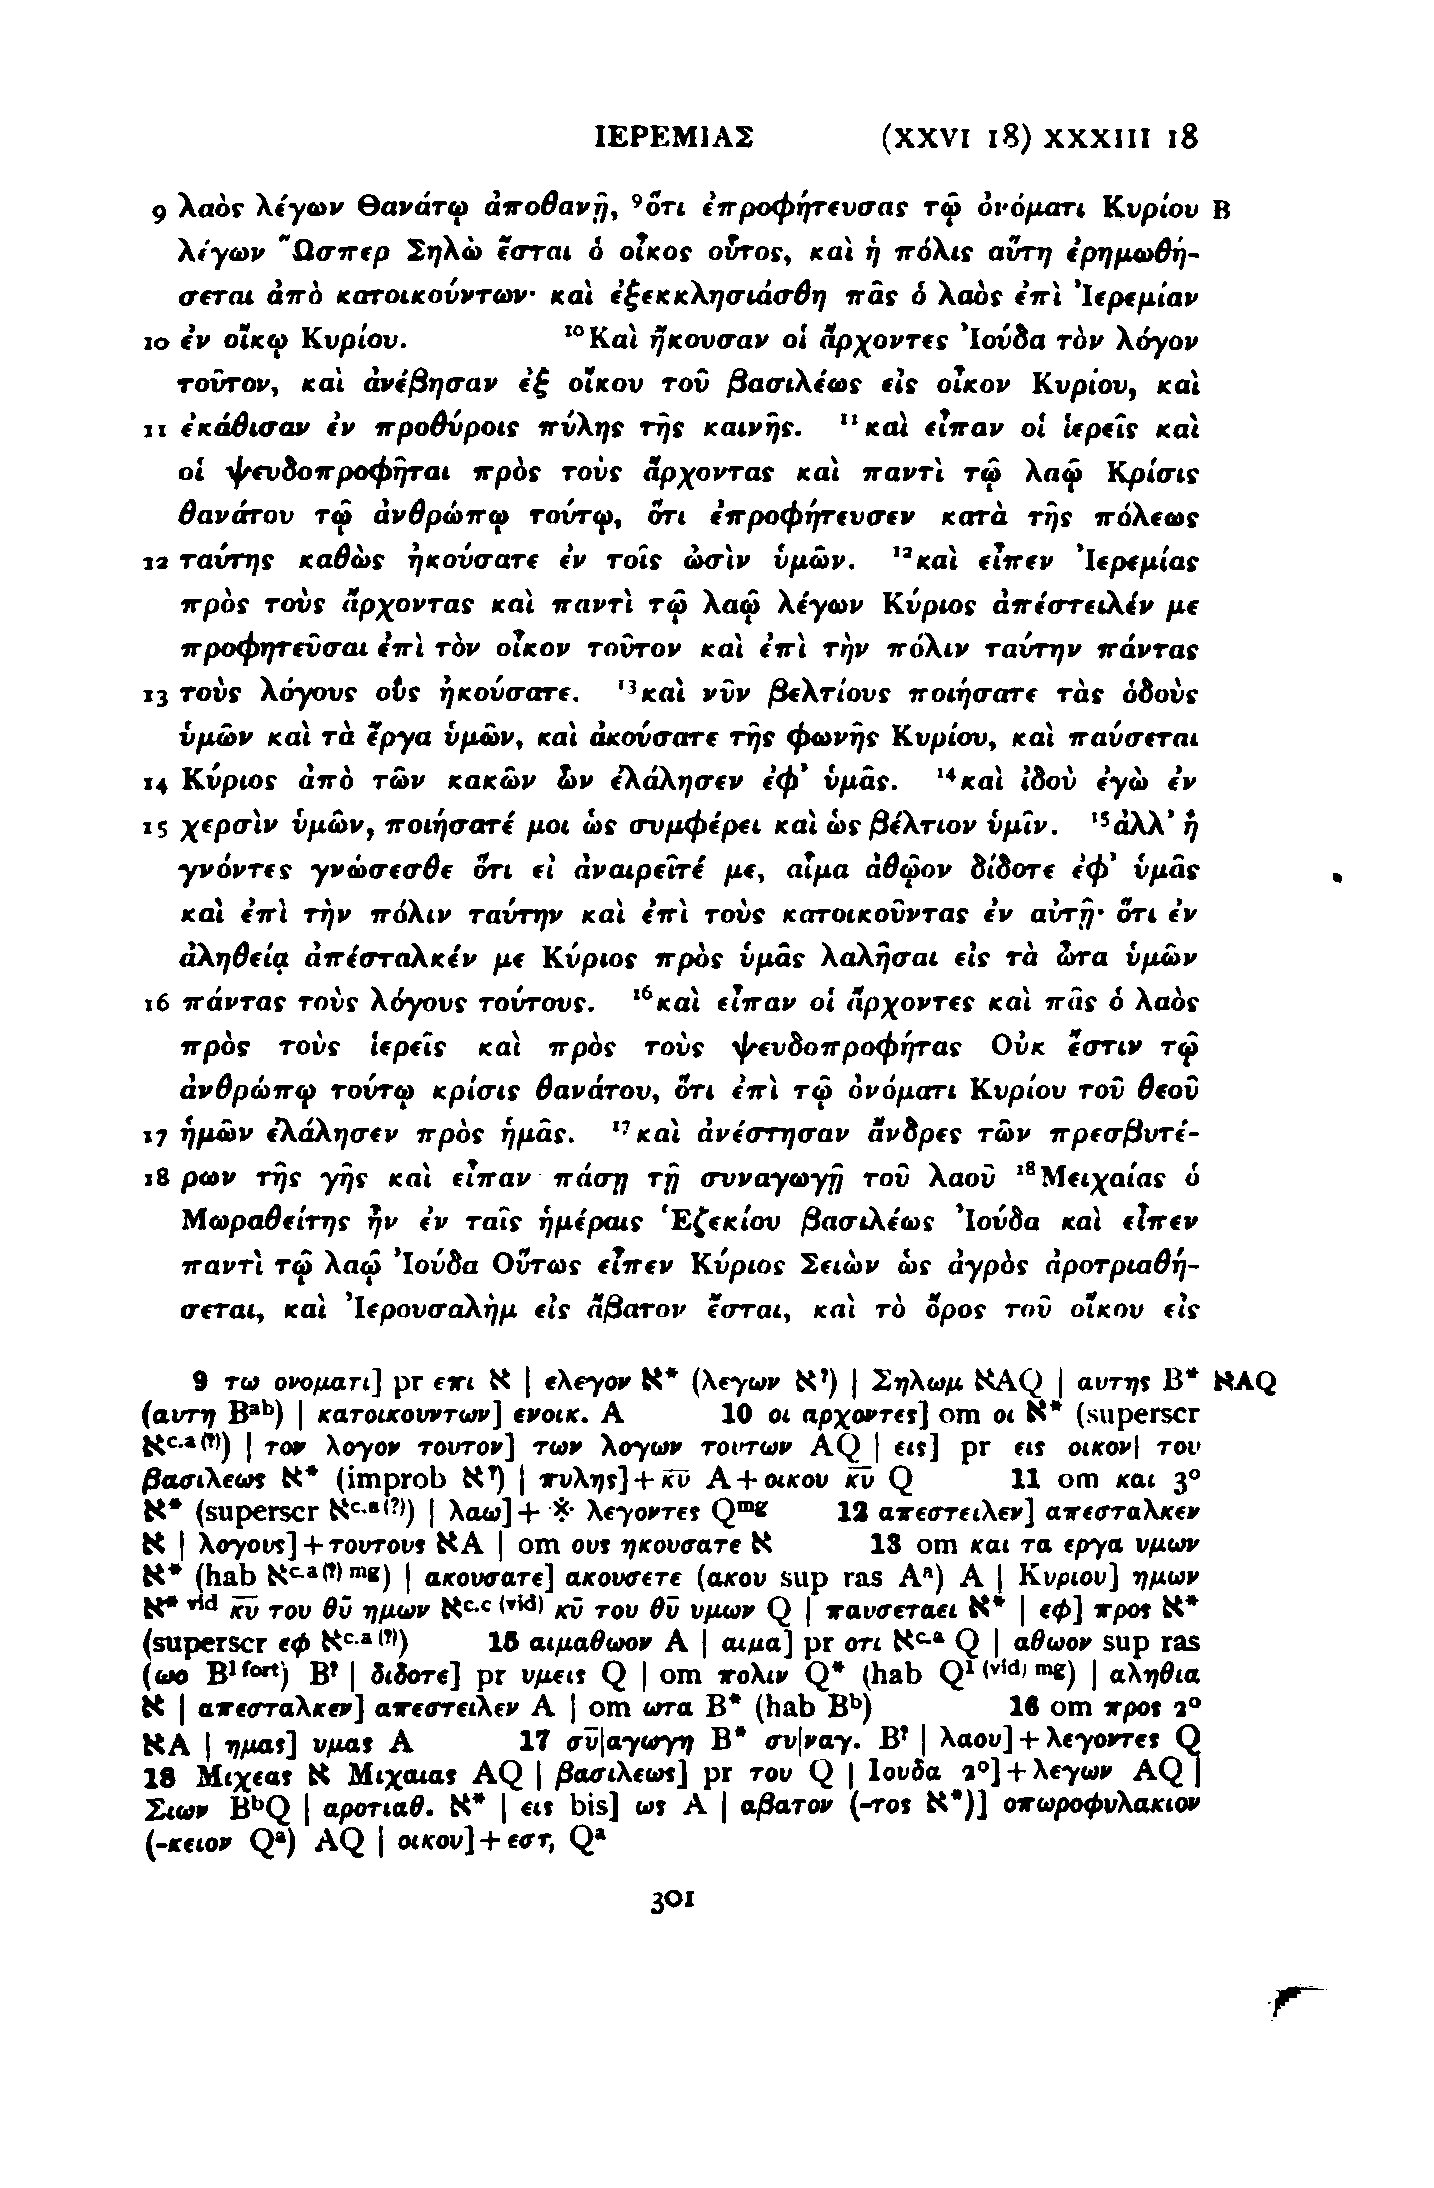 ΙΕΡΕΜΙΑΣ (XXVI 18) XXXIII 18
9 λαὸς λέγων Θανάτῳ ἀποθανῇ, ⁹ὅτι ἐπροφήτευσας τῷ ὀνόματι Κυρίου B
λέγων Ὥσπερ Σηλὼ ἔσται ὁ οἶκος οὗτος, καὶ ἡ πόλις αὕτη ἐρημωθή-
σεται ἀπὸ κατοικούντων· καὶ ἐξεκκλησιάσθη πᾶς ὁ λαὸς ἐπὶ Ἰερεμίαν
10 ἐν οἴκῳ Κυρίου. ¹⁰Καὶ ἤκουσαν οἱ ἄρχοντες Ἰούδα τὸν λόγον
τοῦτον, καὶ ἀνέβησαν ἐξ οἴκου τοῦ βασιλέως εἰς οἶκον Κυρίου, καὶ
11 ἐκάθισαν ἐν προθύροις πύλης τῆς καινῆς. ¹¹καὶ εἶπαν οἱ ἱερεῖς καὶ
οἱ ψευδοπροφῆται πρὸς τοὺς ἄρχοντας καὶ παντὶ τῷ λαῷ Κρίσις
θανάτου τῷ ἀνθρώπῳ τούτῳ, ὅτι ἐπροφήτευσεν κατὰ τῆς πόλεως
12 ταύτης καθὼς ἠκούσατε ἐν τοῖς ὠσὶν ὑμῶν. ¹²καὶ εἶπεν Ἰερεμίας
πρὸς τοὺς ἄρχοντας καὶ παντὶ τῷ λαῷ λέγων Κύριος ἀπέστειλέν με
προφητεῦσαι ἐπὶ τὸν οἶκον τοῦτον καὶ ἐπὶ τὴν πόλιν ταύτην πάντας
13 τοὺς λόγους οὓς ἠκούσατε. ¹³καὶ νῦν βελτίους ποιήσατε τὰς ὁδοὺς
ὑμῶν καὶ τὰ ἔργα ὑμῶν, καὶ ἀκούσατε τῆς φωνῆς Κυρίου, καὶ παύσεται
14 Κύριος ἀπὸ τῶν κακῶν ὧν ἐλάλησεν ἐφ᾽ ὑμᾶς. ¹⁴καὶ ἰδοὺ ἐγὼ ἐν
15 χερσὶν ὑμῶν, ποιήσατέ μοι ὡς συμφέρει καὶ ὡς βέλτιον ὑμῖν. ¹⁵ἀλλ᾽ ἢ
γνόντες γνώσεσθε ὅτι εἰ ἀναιρεῖτέ με, αἷμα ἀθῷον δίδοτε ἐφ᾽ ὑμᾶς
καὶ ἐπὶ τὴν πόλιν ταύτην καὶ ἐπὶ τοὺς κατοικοῦντας ἐν αὐτῇ· ὅτι ἐν
ἀληθείᾳ ἀπέσταλκέν με Κύριος πρὸς ὑμᾶς λαλῆσαι εἰς τὰ ὦτα ὑμῶν
16 πάντας τοὺς λόγους τούτους. ¹⁶καὶ εἶπαν οἱ ἄρχοντες καὶ πᾶς ὁ λαὸς
πρὸς τοὺς ἱερεῖς καὶ πρὸς τοὺς ψευδοπροφήτας Οὐκ ἔστιν τῷ
ἀνθρώπῳ τούτῳ κρίσις θανάτου, ὅτι ἐπὶ τῷ ὀνόματι Κυρίου τοῦ θεοῦ
17 ἡμῶν ἐλάλησεν πρὸς ἡμᾶς. ¹⁷καὶ ἀνέστησαν ἄνδρες τῶν πρεσβυτέ-
18 ρων τῆς γῆς καὶ εἶπαν πάσῃ τῇ συναγωγῇ τοῦ λαοῦ ¹⁸Μειχαίας ὁ
Μωραθείτης ἦν ἐν ταῖς ἡμέραις Ἑζεκίου βασιλέως Ἰούδα καὶ εἶπεν
παντὶ τῷ λαῷ Ἰούδα Οὕτως εἶπεν Κύριος Σειὼν ὡς ἀγρὸς ἀροτριαθή-
σεται, καὶ Ἰερουσαλὴμ εἰς ἄβατον ἔσται, καὶ τὸ ὄρος τοῦ οἴκου εἰς
9 τω ονοματι] pr επι א | ελεγον א* (λεγων א?) | Σηλωμ אAQ | αυτης B* אAQ
(αυτη Bᵃᵇ) | κατοικουντων] ενοικ. A 10 οι αρχοντες] om οι א* (superscr
אᶜ·ᵃ⁽?⁾) | τον λογον τουτον] των λογων τουτων AQ | εις] pr εις οικον| του
βασιλεως א* (improb א?) | πυλης]+κ̅υ̅ A+οικου κ̅υ̅ Q 11 om και 3°
א* (superscr אᶜ·ᵃ⁽?⁾) | λαω]+ ※ λεγοντες Qᵐᵍ 12 απεστειλεν] απεσταλκεν
א | λογους]+τουτους אA | om ους ηκουσατε א 13 om και τα εργα υμων
א* (hab אᶜ·ᵃ⁽?⁾ ᵐᵍ) | ακουσατε] ακουσετε (ακου sup ras Aᵃ) A | Κυριου] ημων
א* ᵛⁱᵈ κ̅υ̅ του θ̅υ̅ ημων אᶜ·ᶜ ⁽ᵛⁱᵈ⁾ κ̅υ̅ του θ̅υ̅ υμων Q | παυσεταει א* | εφ] προς א*
(superscr εφ אᶜ·ᵃ ⁽?⁾) 15 αιμαθωον A | αιμα] pr οτι אᶜ·ᵃ Q | αθωον sup ras
(ωο B¹ ᶠᵒʳᵗ) B? | διδοτε] pr υμεις Q | om πολιν Q* (hab Q¹ ⁽ᵛⁱᵈ⁾ ᵐᵍ) | αληθια
א | απεσταλκεν] απεστειλεν A | om ωτα B* (hab Bᵇ) 16 om προς 2°
אA | ημας] υμας A 17 συ̅|αγωγη B* συ|ναγ. B? | λαου]+λεγοντες Q
18 Μιχεας א Μιχαιας AQ | βασιλεως] pr του Q | Ιουδα 2°]+λεγων AQ |
Σιων BᵇQ | αροτιαθ. א* | εις bis] ως A | αβατον (-τος א*)] οπωροφυλακιον
(-κειον Qᵃ) AQ | οικου]+εστ, Qᵃ
301